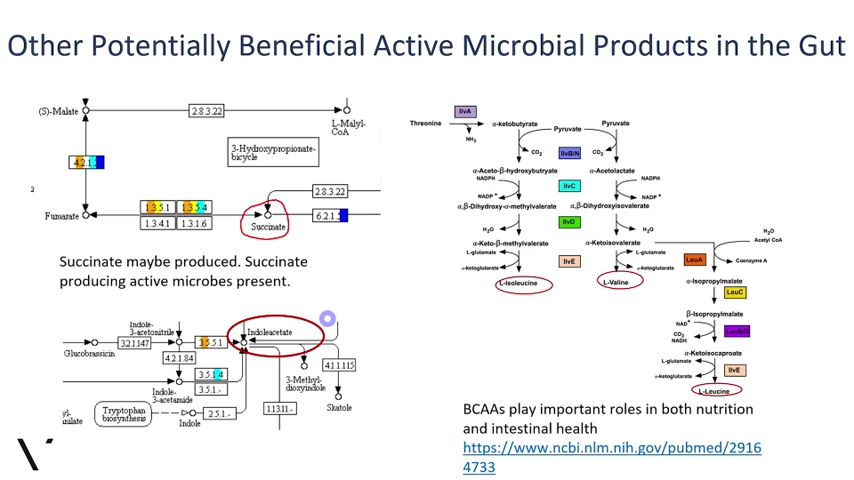 Other Potentially Beneficial Active Microbial Products in the Gut
(S)-Malate
2.8.3.22
L-Malyl-
CoA
3-Hydroxypropionate-
bicycle
4.2.1.2
2
2.8.3.22
Fumarate
1.3.5.1
1.3.5.4
1.3.4.1
1.3.1.6
Succinate
6.2.1.5
Succinate maybe produced. Succinate
producing active microbes present.
Indole-
3-acetonitrile
Indoleacetate
3.2.1.147
3.5.5.1
Glucobrassicin
4.2.1.84
3.5.1.4
3.5.1.-
4.1.1.115
Indole-
3-acetamide
3-Methyl-
dioxyindole
Skatole
Tryptophan
biosynthesis
2.5.1.-
Indole
1.13.11.-
IlvA
Threonine
α-ketobutyrate
Pyruvate
Pyruvate
NH3
CO2
IlvB/N
CO2
α-Aceto-β-hydroxybutyrate
α-Acetolactate
NADPH
NADPH
IlvC
NADP+
NADP+
α,β-Dihydroxy-α-methylvalerate
α,β-Dihydroxyisovalerate
IlvD
H2O
H2O
α-Keto-β-methylvalerate
α-Ketoisovalerate
H2O
Acetyl CoA
L-glutamate
L-glutamate
IlvE
LeuA
Coenzyme A
α-ketoglutarate
α-ketoglutarate
L-Isoleucine
L-Valine
α-Isopropylmalate
LeuC
β-Isopropylmalate
NAD+
CO2
NADH
α-Ketoisocaproate
L-glutamate
IlvE
α-ketoglutarate
L-Leucine
BCAAs play important roles in both nutrition
and intestinal health
https://www.ncbi.nlm.nih.gov/pubmed/2916
4733